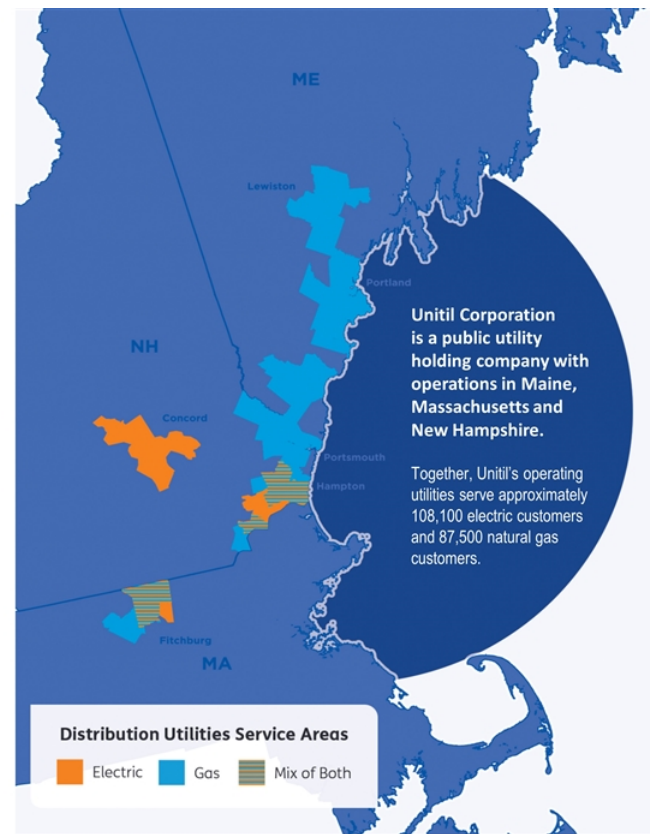 ME
Lewiston
Portland
Unitil Corporation
is a public utility
holding company with
operations in Maine,
Massachusetts and
New Hampshire.
NH
Concord
Portsmouth
Hampton
Together, Unitil's operating
utilities serve approximately
108,100 electric customers
and 87,500 natural gas
customers.
Fitchburg
MA
Distribution Utilities Service Areas
Electric Gas Mix of Both